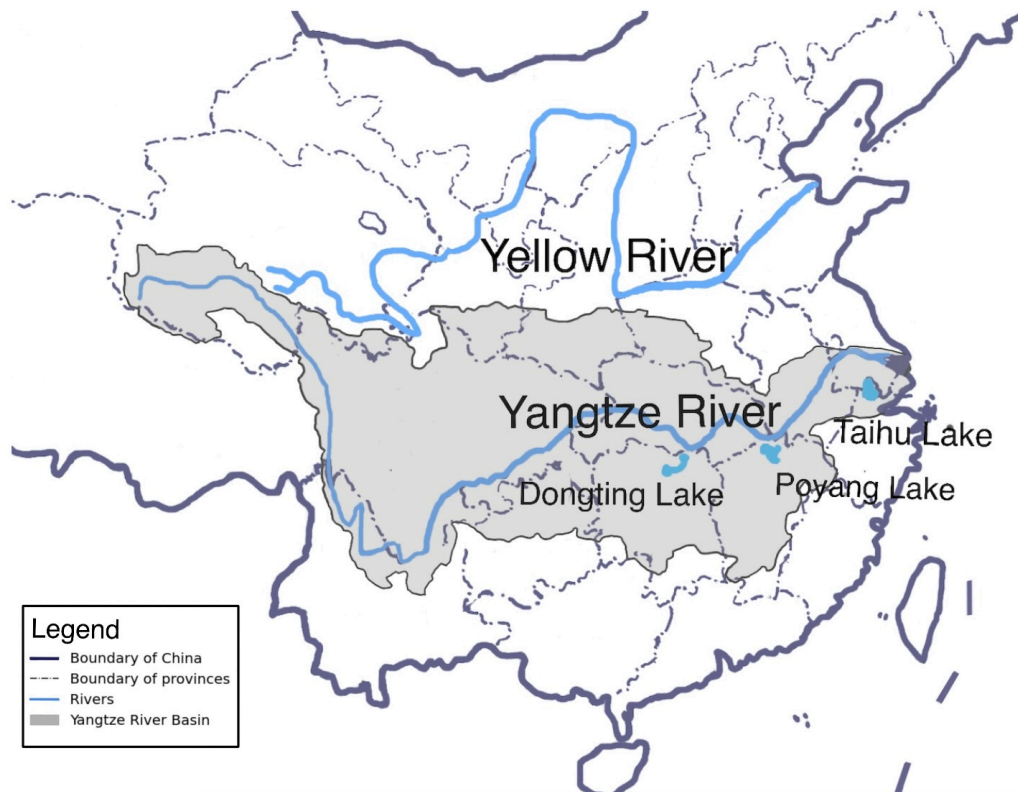 Yellow River
Yangtze River
Taihu Lake
Dongting Lake
Poyang Lake
Legend
Boundary of China
Boundary of provinces
Rivers
Yangtze River Basin